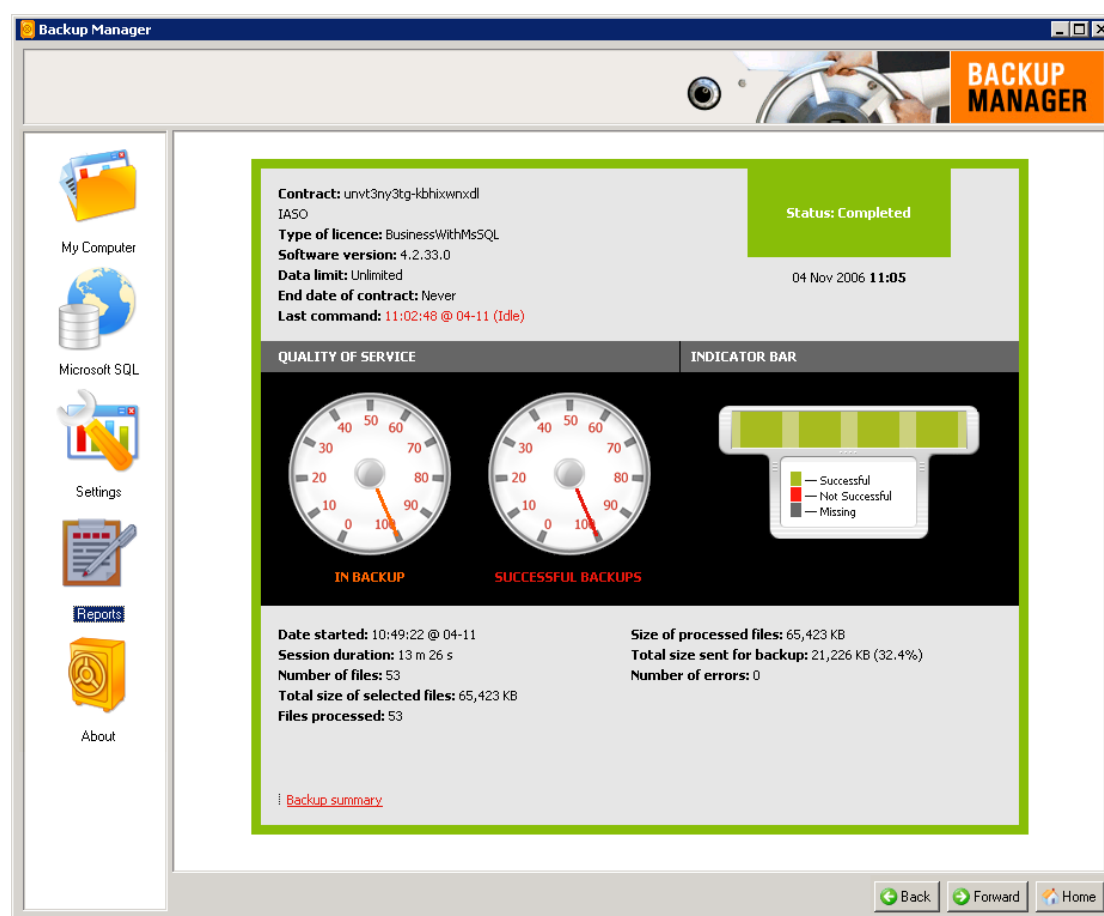 Backup Manager
BACKUP
MANAGER
My Computer
Microsoft SQL
Settings
Reports
About
Contract: unvt3ny3tg-kbhixwnxdl
IASO
Type of licence: BusinessWithMsSQL
Software version: 4.2.33.0
Data limit: Unlimited
End date of contract: Never
Last command: 11:02:48 @ 04-11 (Idle)
Status: Completed
04 Nov 2006 11:05
QUALITY OF SERVICE
INDICATOR BAR
0 10 20 30 40 50 60 70 80 90 100
IN BACKUP
0 10 20 30 40 50 60 70 80 90 100
SUCCESSFUL BACKUPS
— Successful
— Not Successful
— Missing
Date started: 10:49:22 @ 04-11
Session duration: 13 m 26 s
Number of files: 53
Total size of selected files: 65,423 KB
Files processed: 53
Size of processed files: 65,423 KB
Total size sent for backup: 21,226 KB (32.4%)
Number of errors: 0
Backup summary
Back
Forward
Home